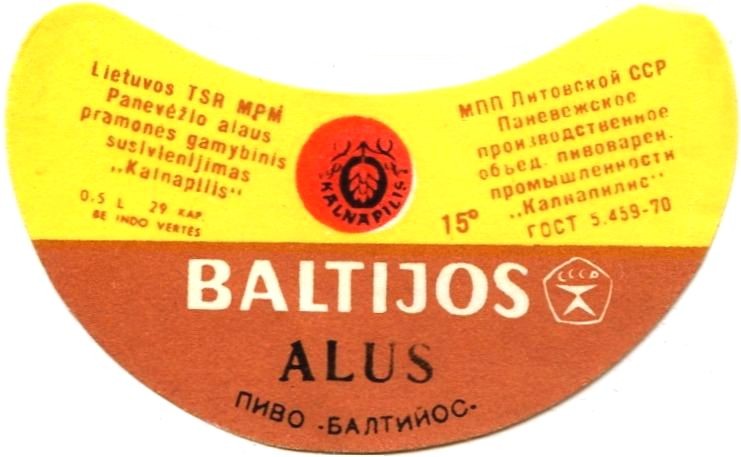 Lietuvos TSR MPM
Panevėžio alaus
pramonės gamybinis
susivienijimas
„Kalnapilis“
0,5 L 29 KAP.
BE INDO VERTĖS
KALNAPILIS
15°
МПП Литовской ССР
Паневежское
производственное
объед. пивоварен.
промышленности
„Калнапилис“
ГОСТ 5.459-70
BALTIJOS
СССР
ALUS
ПИВО -БАЛТИЙОС-